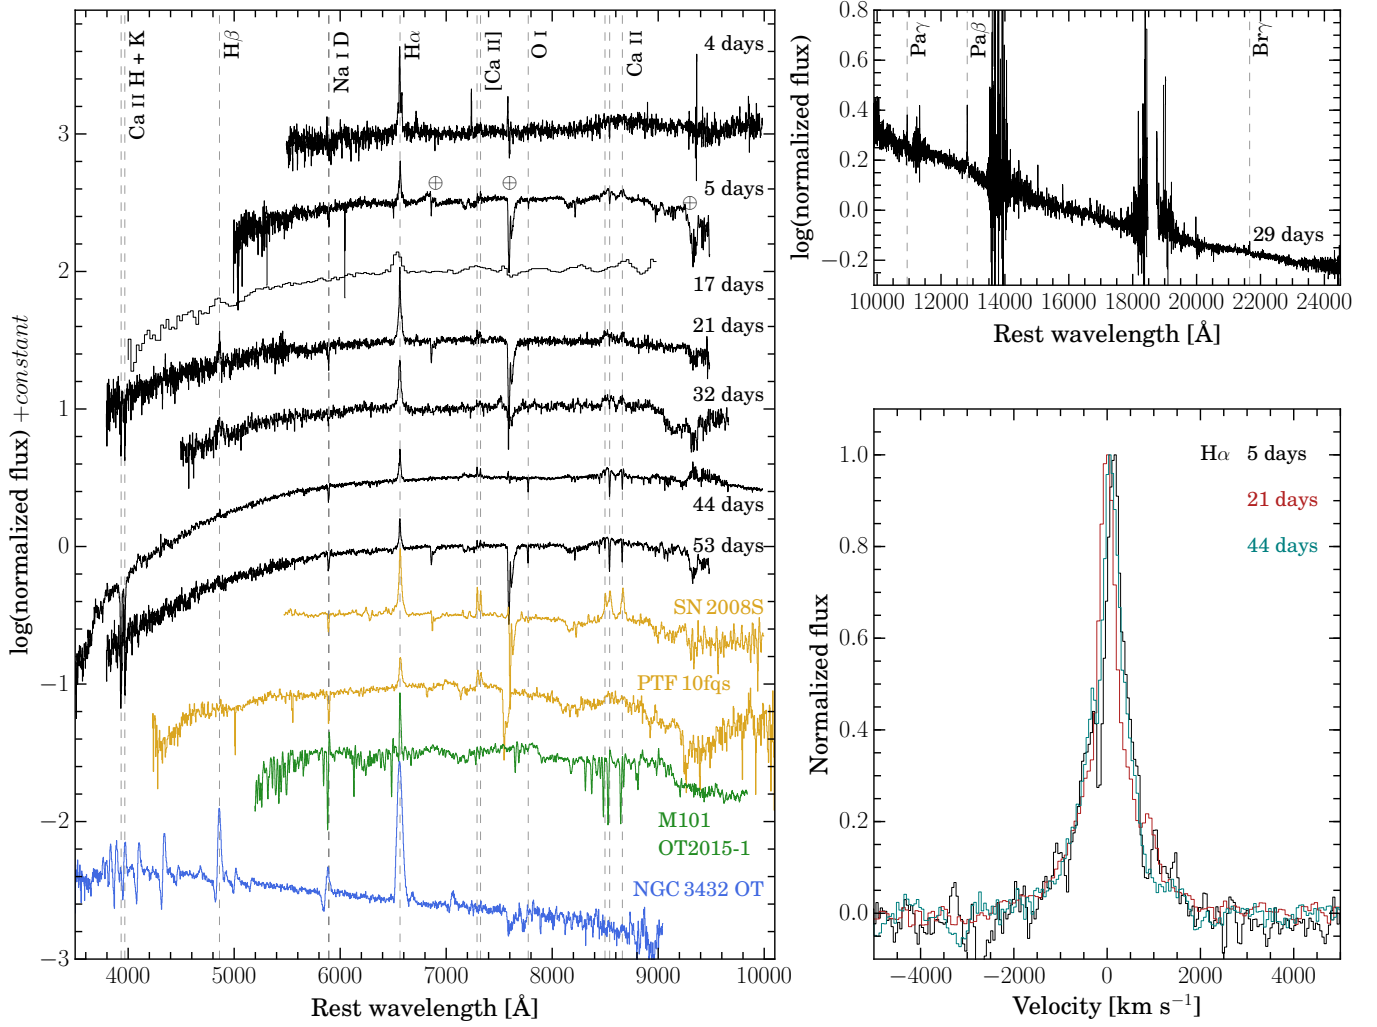 Ca II H + K
Hβ
Na I D
Hα
[Ca II]
O I
Ca II
4 days
5 days
17 days
21 days
32 days
44 days
53 days
SN 2008S
PTF 10fqs
M101
OT2015-1
NGC 3432 OT
3
2
1
0
−1
−2
−3
4000 5000 6000 7000 8000 9000 10000
Rest wavelength [Å]
log(normalized flux) +constant
Paγ
Paβ
Brγ
29 days
0.8
0.6
0.4
0.2
0.0
−0.2
10000 12000 14000 16000 18000 20000 22000 24000
Rest wavelength [Å]
log(normalized flux)
Hα 5 days
21 days
44 days
1.0
0.8
0.6
0.4
0.2
0.0
−4000 −2000 0 2000 4000
Velocity [km s−1]
Normalized flux